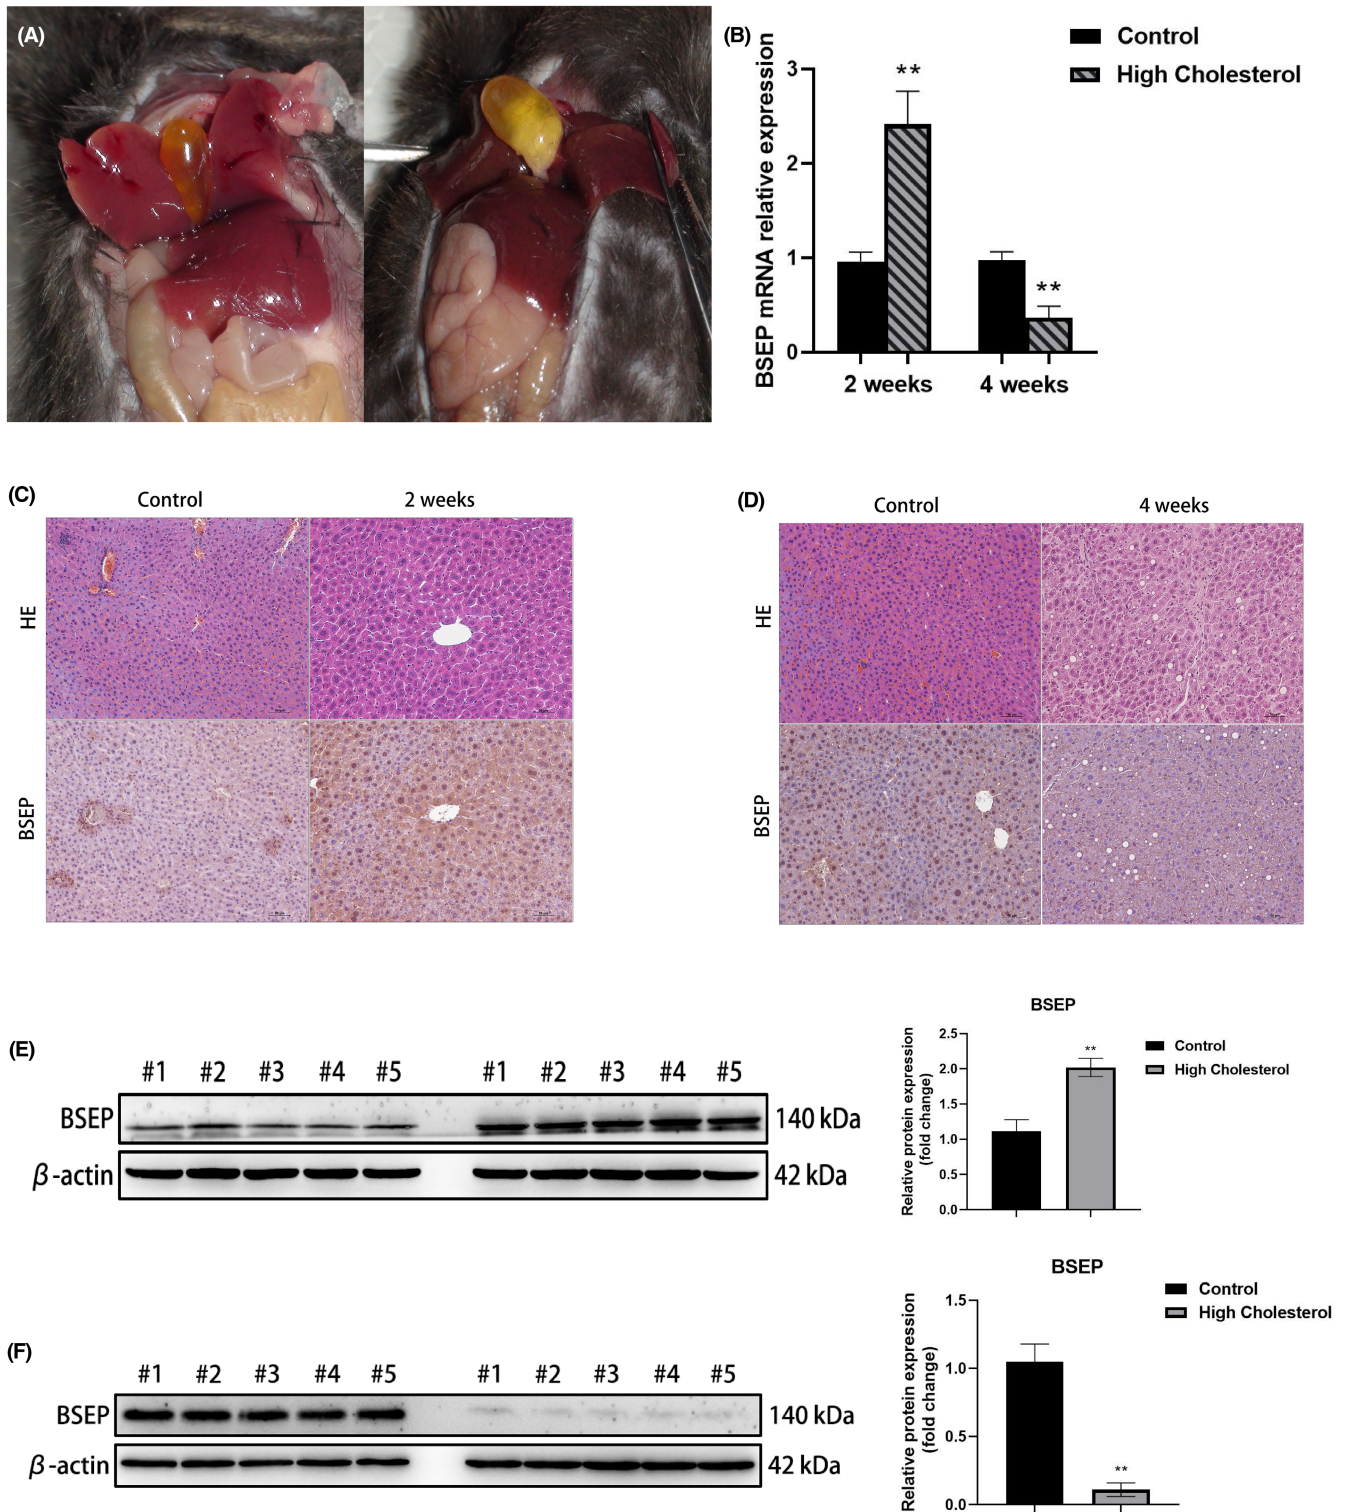 (A)
(B)
Control
High Cholesterol
BSEP mRNA relative expression
3
2
1
0
**
**
2 weeks
4 weeks
(C)
Control
2 weeks
HE
BSEP
(D)
Control
4 weeks
HE
BSEP
(E)
#1 #2 #3 #4 #5 #1 #2 #3 #4 #5
BSEP
140 kDa
β-actin
42 kDa
BSEP
Relative protein expression
(fold change)
2.5
2.0
1.5
1.0
0.5
0.0
**
Control
High Cholesterol
(F)
#1 #2 #3 #4 #5 #1 #2 #3 #4 #5
BSEP
140 kDa
β-actin
42 kDa
BSEP
Relative protein expression
(fold change)
1.5
1.0
0.5
0.0
**
Control
High Cholesterol